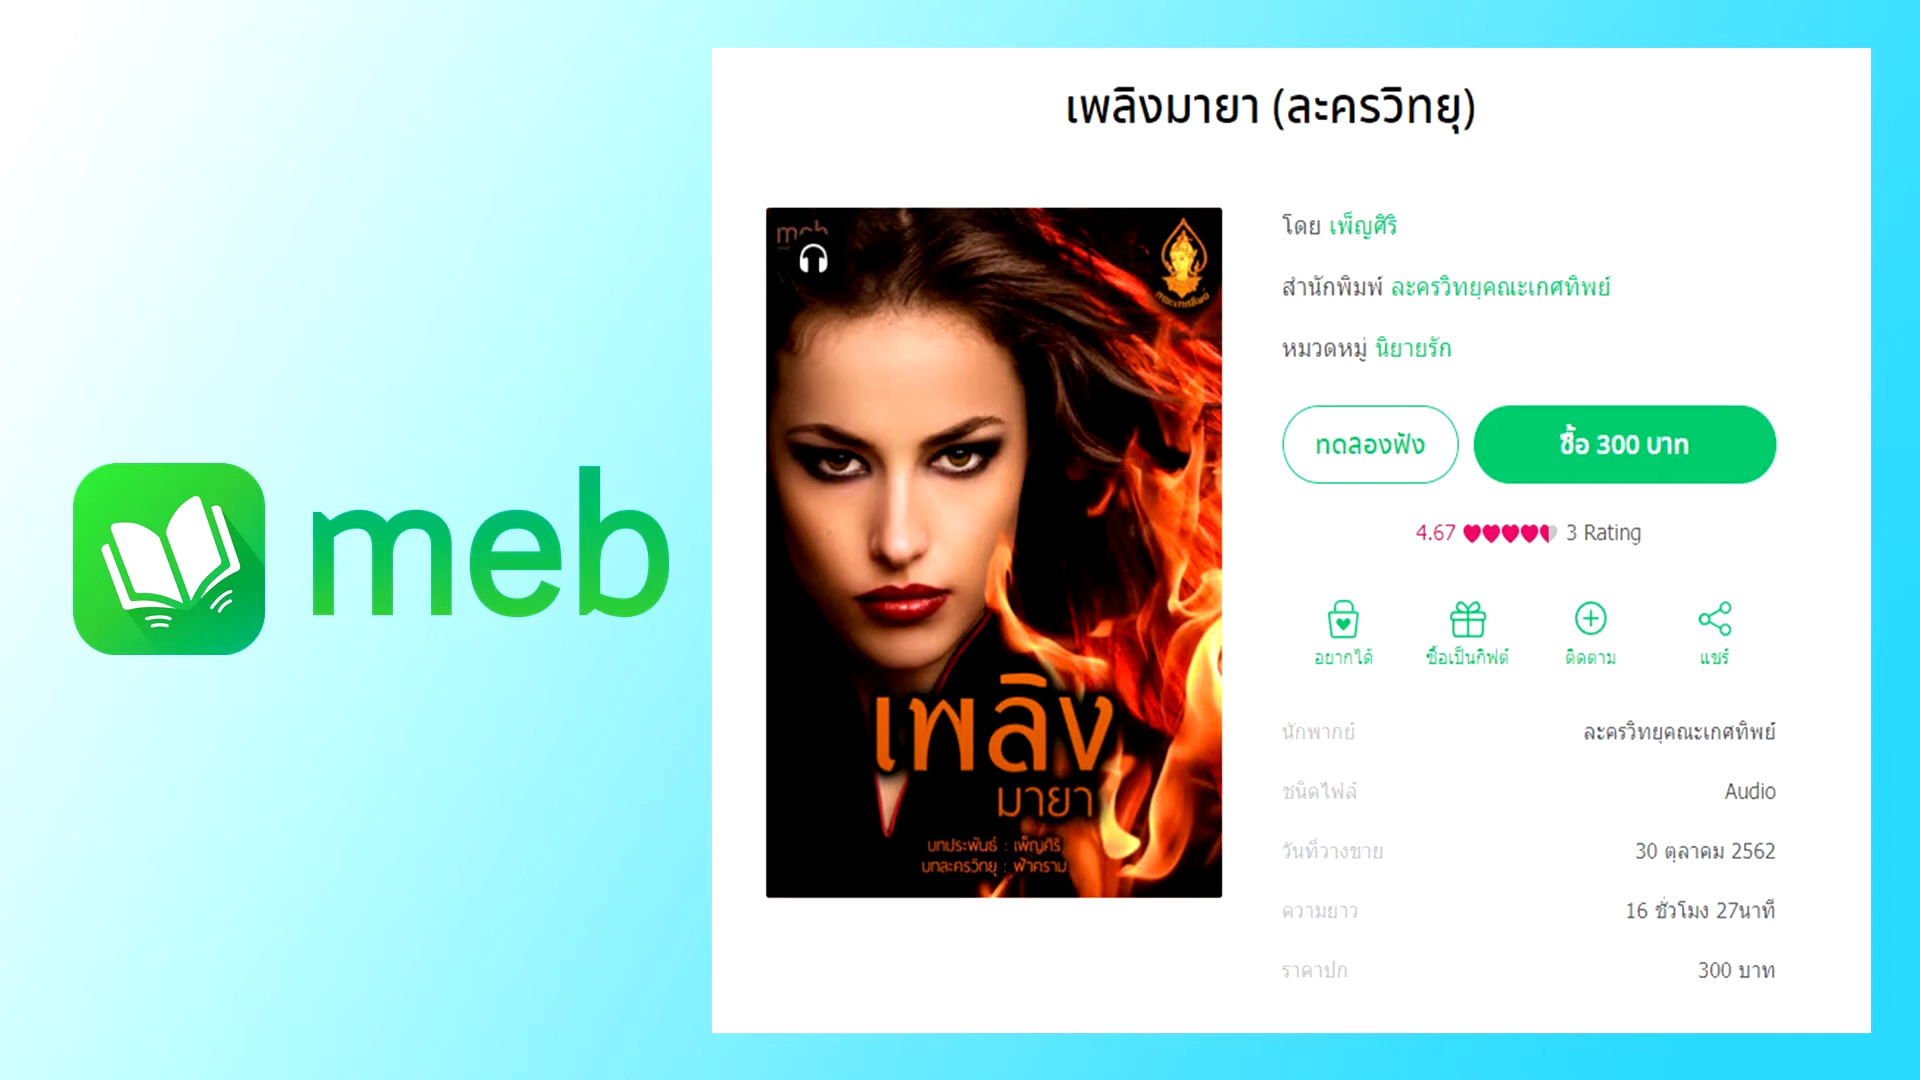 meb
เพลิงมายา (ละครวิทยุ)
meb
คณะเกศทิพย์
เพลิง
มายา
บทประพันธ์ : เพ็ญศิริ
บทละครวิทยุ : ฟ้าคราม
โดย เพ็ญศิริ
สำนักพิมพ์ ละครวิทยุคณะเกศทิพย์
หมวดหมู่ นิยายรัก
ทดลองฟัง
ซื้อ 300 บาท
4.67 3 Rating
อยากได้
ซื้อเป็นกิฟต์
ติดตาม
แชร์
นักพากย์ ละครวิทยุคณะเกศทิพย์
ชนิดไฟล์ Audio
วันที่วางขาย 30 ตุลาคม 2562
ความยาว 16 ชั่วโมง 27นาที
ราคาปก 300 บาท